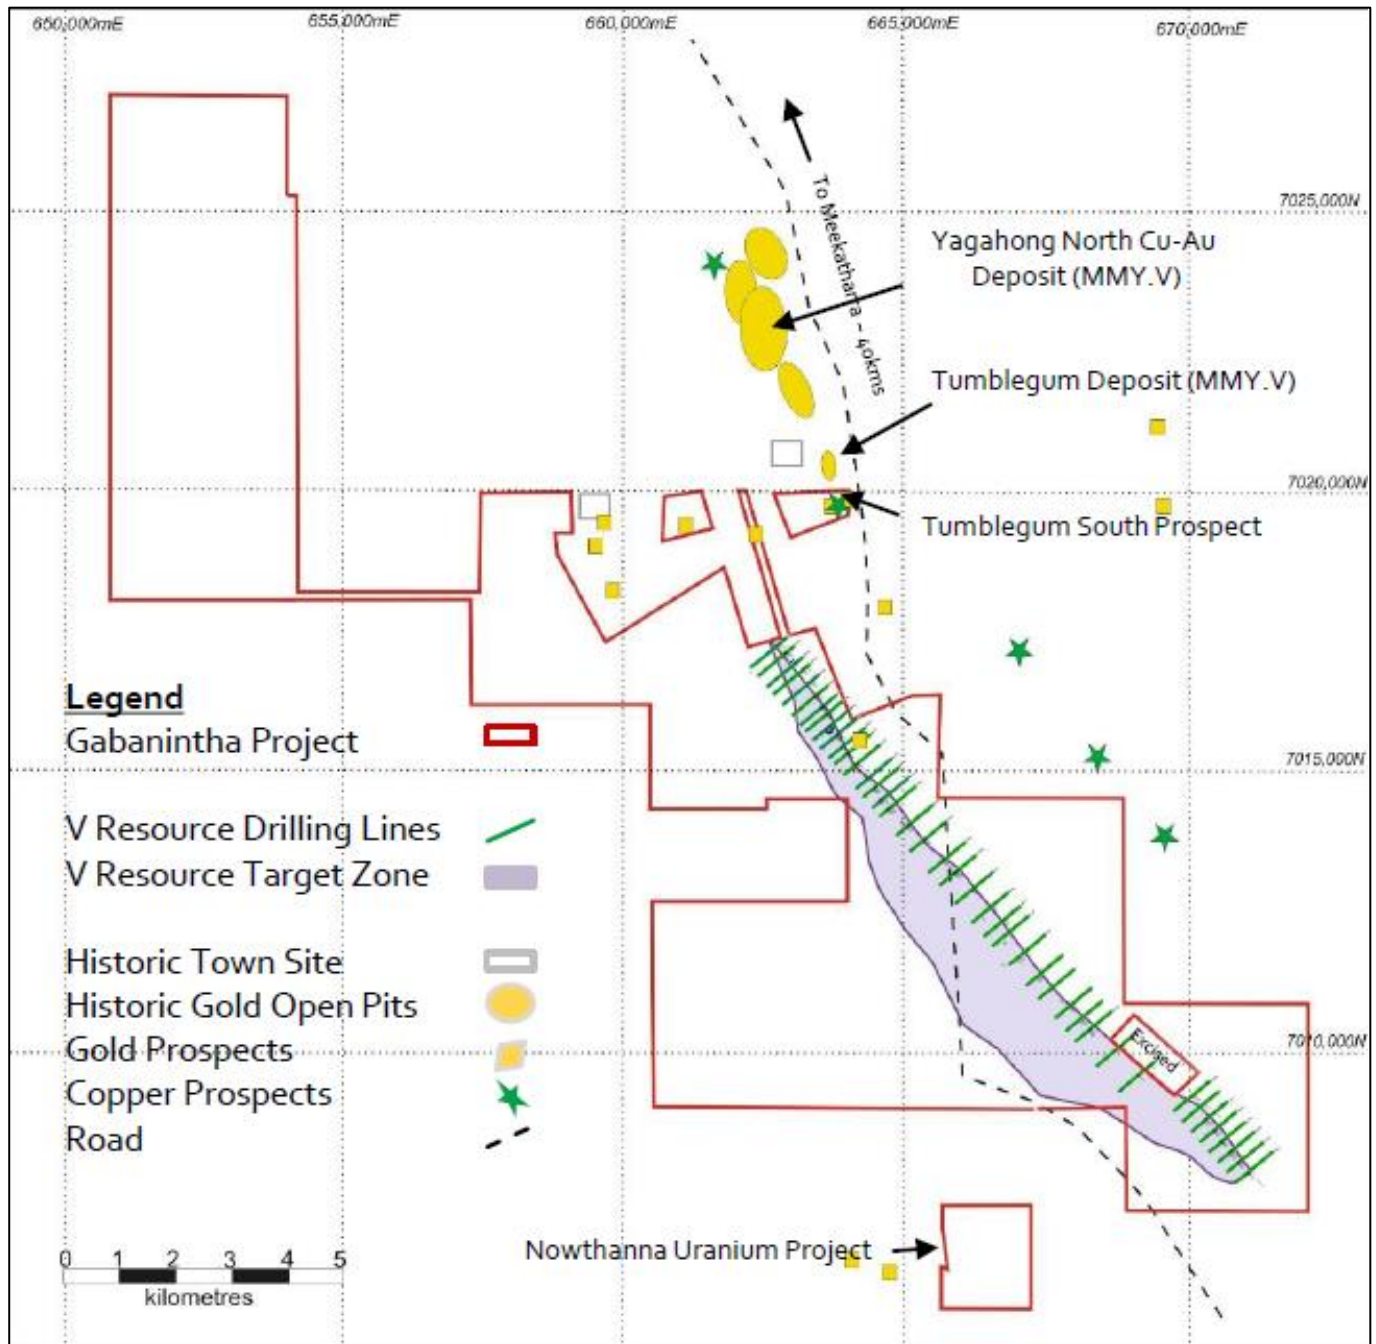 650,000mE 655,000mE 660,000mE 665,000mE 670,000mE
To Meekatharra ~ 40kms
7025,000N
Yagahong North Cu-Au
Deposit (MMY.V)
Tumblegum Deposit (MMY.V)
7020,000N
Tumblegum South Prospect
Legend
Gabanintha Project
7015,000N
V Resource Drilling Lines
V Resource Target Zone
Historic Town Site
Historic Gold Open Pits
Gold Prospects
Excised
7010,000N
Copper Prospects
Road
Nowthanna Uranium Project
0 1 2 3 4 5
kilometres